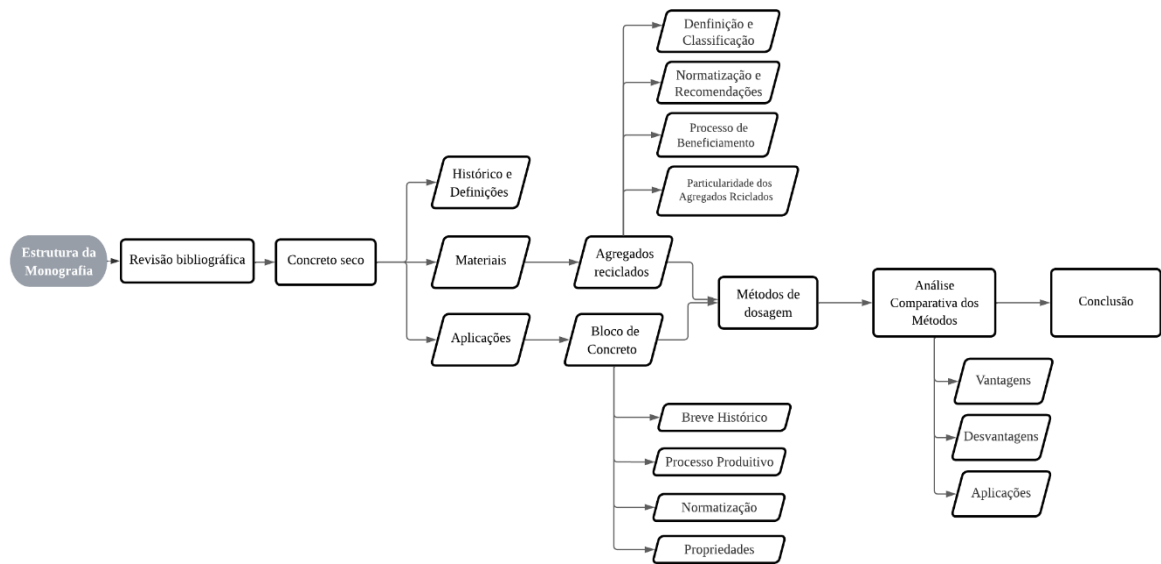 Denfinição e
Classificação
Normatização e
Recomendações
Processo de
Beneficiamento
Particularidade dos
Agregados Rciclados
Histórico e
Definições
Estrutura da
Monografia
Revisão bibliográfica
Concreto seco
Materiais
Agregados
reciclados
Aplicações
Bloco de
Concreto
Métodos de
dosagem
Análise
Comparativa dos
Métodos
Conclusão
Breve Histórico
Processo Produtivo
Normatização
Propriedades
Vantagens
Desvantagens
Aplicações